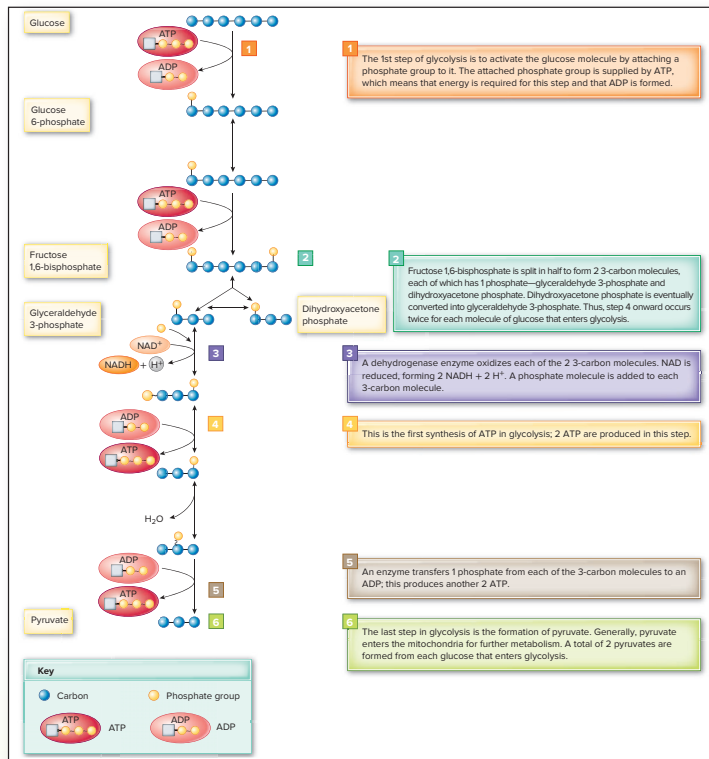 Glucose
ATP
1
ADP
1
The 1st step of glycolysis is to activate the glucose molecule by attaching a
phosphate group to it. The attached phosphate group is supplied by ATP,
which means that energy is required for this step and that ADP is formed.
Glucose
6-phosphate
ATP
ADP
Fructose
1,6-bisphosphate
2
2
Fructose 1,6-bisphosphate is split in half to form 2 3-carbon molecules,
each of which has 1 phosphate—glyceraldehyde 3-phosphate and
dihydroxyacetone phosphate. Dihydroxyacetone phosphate is eventually
converted into glyceraldehyde 3-phosphate. Thus, step 4 onward occurs
twice for each molecule of glucose that enters glycolysis.
Glyceraldehyde
3-phosphate
Dihydroxyacetone
phosphate
NAD+
NADH + H+
3
3
A dehydrogenase enzyme oxidizes each of the 2 3-carbon molecules. NAD is
reduced, forming 2 NADH + 2 H+. A phosphate molecule is added to each
3-carbon molecule.
ADP
4
ATP
4
This is the first synthesis of ATP in glycolysis; 2 ATP are produced in this step.
H₂O
ADP
ATP
5
5
An enzyme transfers 1 phosphate from each of the 3-carbon molecules to an
ADP; this produces another 2 ATP.
Pyruvate
6
6
The last step in glycolysis is the formation of pyruvate. Generally, pyruvate
enters the mitochondria for further metabolism. A total of 2 pyruvates are
formed from each glucose that enters glycolysis.
Key
Carbon
Phosphate group
ATP
ATP
ADP
ADP